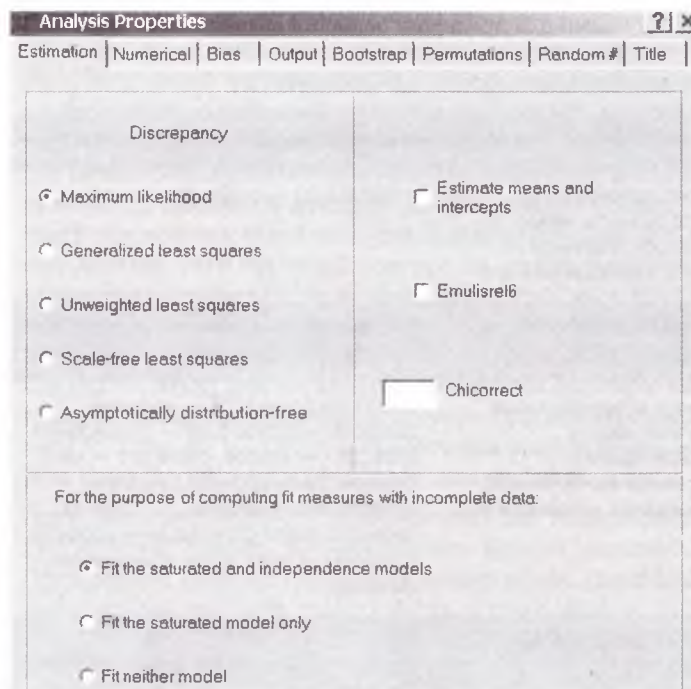 Analysis Properties
Estimation Numerical Bias Output Bootstrap Permutations Random # Title
Discrepancy
Maximum likelihood
Generalized least squares
Unweighted least squares
Scale-free least squares
Asymptotically distribution-free
Estimate means and
intercepts
Emulisrel6
Chicorrect
For the purpose of computing fit measures with incomplete data:
Fit the saturated and independence models
Fit the saturated model only
Fit neither model